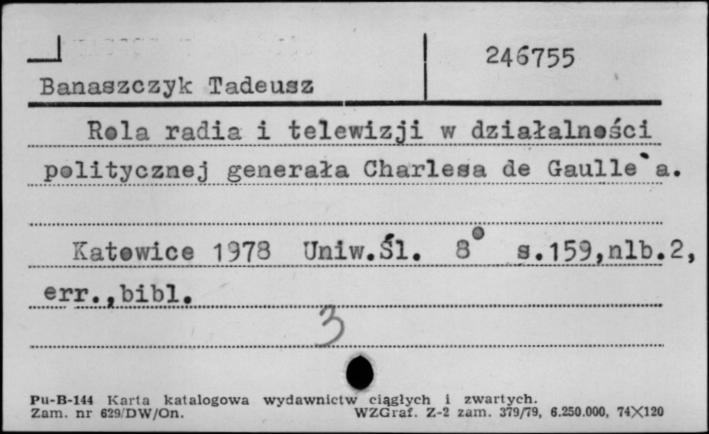 246755
Banaszczyk Tadeusz
Rola radia i telewizji w działalności
politycznej generała Charlesa de Gaulle`a.
Katowice 1978 Uniw.Śl. 8° s.159,nlb.2,
err.,bibl.
3
Pu-B-144 Karta katalogowa wydawnictw ciągłych i zwartych.
Zam. nr 629/DW/On. WZGraf. Z-2 zam. 379/79, 6.250.000, 74X120